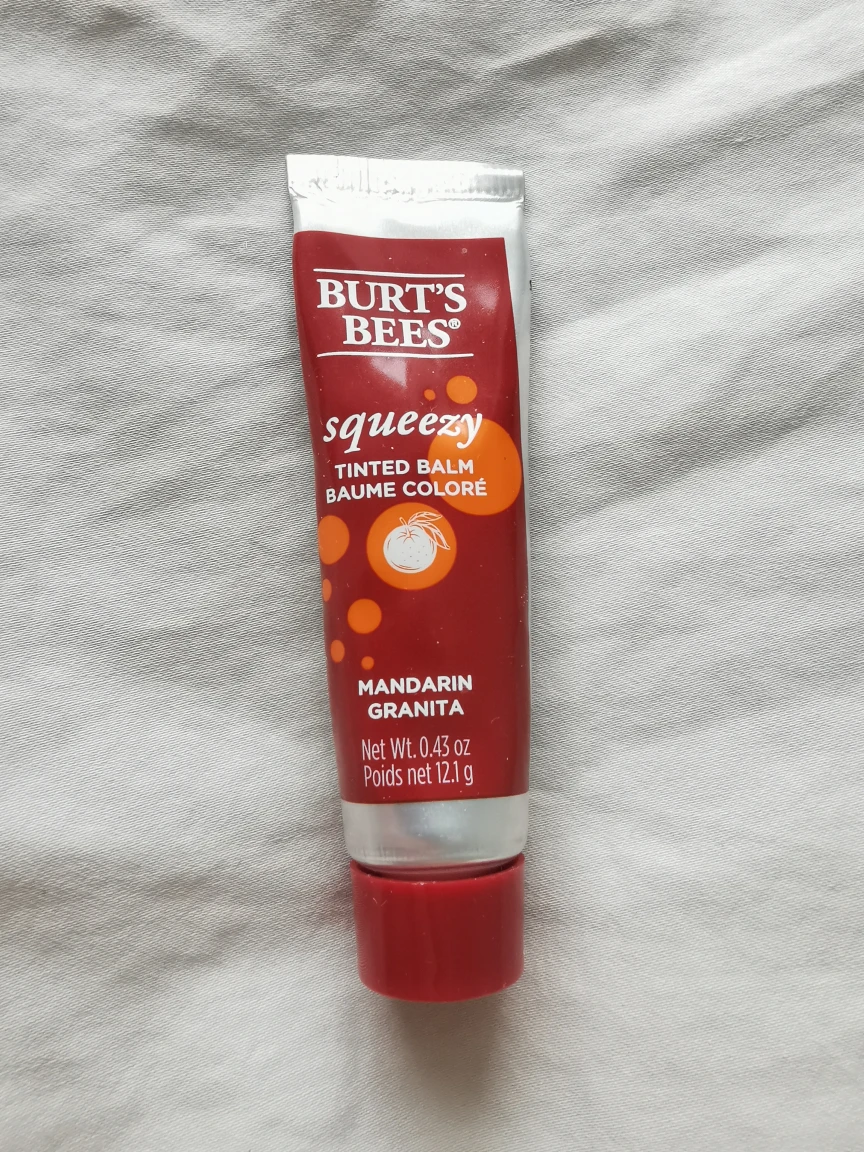 BURT'S
BEES®
squeezy
TINTED BALM
BAUME COLORÉ
MANDARIN
GRANITA
Net Wt. 0.43 oz
Poids net 12.1 g